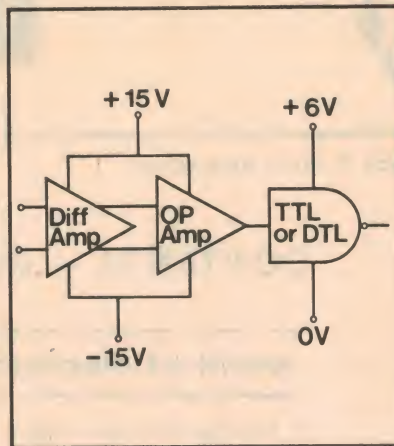 +15V
+6V
Diff
Amp
OP
Amp
TTL
or DTL
-15V
0V